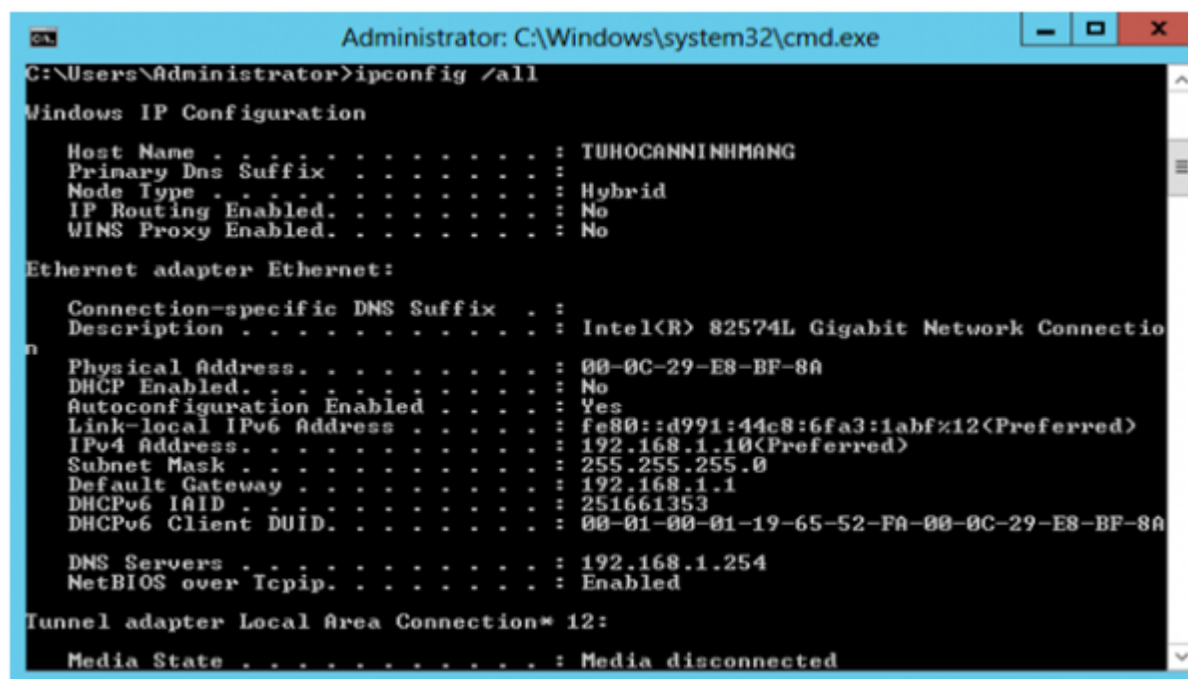 Administrator: C:\Windows\system32\cmd.exe
C:\Users\Administrator>ipconfig /all
Windows IP Configuration
Host Name . . . . . . . . . . . . : TUHOCANNINHMANG
Primary Dns Suffix . . . . . . . :
Node Type . . . . . . . . . . . . : Hybrid
IP Routing Enabled. . . . . . . . : No
WINS Proxy Enabled. . . . . . . . : No
Ethernet adapter Ethernet:
Connection-specific DNS Suffix . :
Description . . . . . . . . . . . : Intel(R) 82574L Gigabit Network Connectio
n
Physical Address. . . . . . . . . : 00-0C-29-E8-BF-8A
DHCP Enabled. . . . . . . . . . . : No
Autoconfiguration Enabled . . . . : Yes
Link-local IPv6 Address . . . . . : fe80::d991:44c8:6fa3:1abf%12(Preferred)
IPv4 Address. . . . . . . . . . . : 192.168.1.10(Preferred)
Subnet Mask . . . . . . . . . . . : 255.255.255.0
Default Gateway . . . . . . . . . : 192.168.1.1
DHCPv6 IAID . . . . . . . . . . . : 251661353
DHCPv6 Client DUID. . . . . . . . : 00-01-00-01-19-65-52-FA-00-0C-29-E8-BF-8A
DNS Servers . . . . . . . . . . . : 192.168.1.254
NetBIOS over Tcpip. . . . . . . . : Enabled
Tunnel adapter Local Area Connection* 12:
Media State . . . . . . . . . . . : Media disconnected